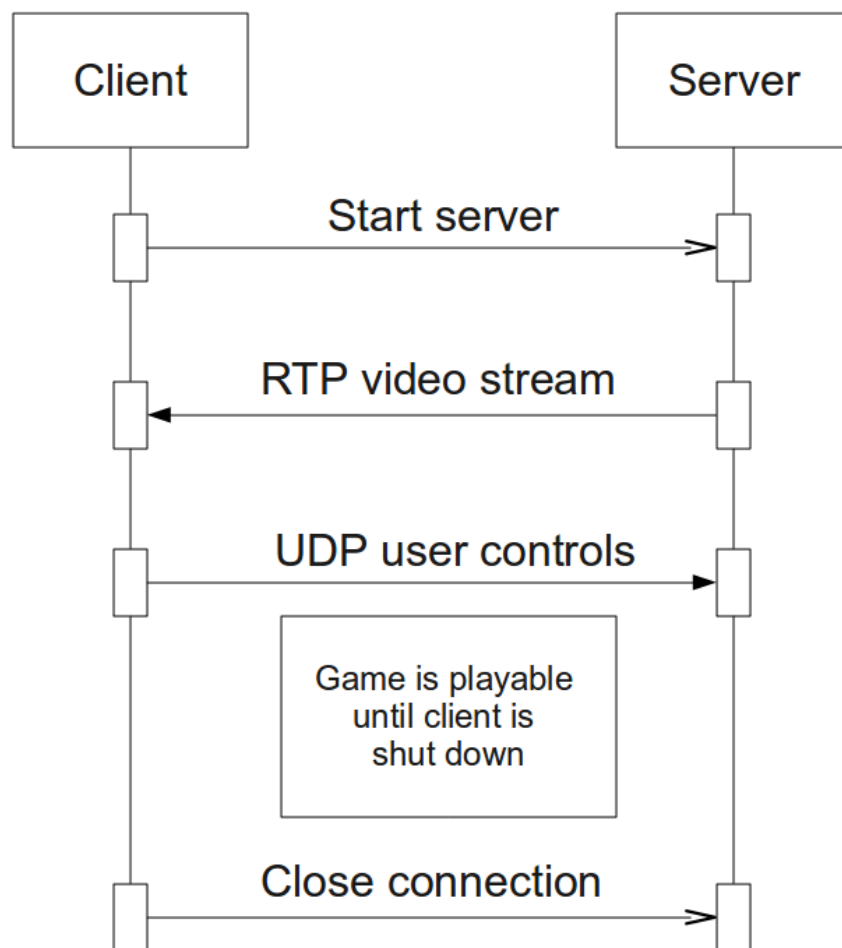 Client
Server
Start server
RTP video stream
UDP user controls
Game is playable
until client is
shut down
Close connection